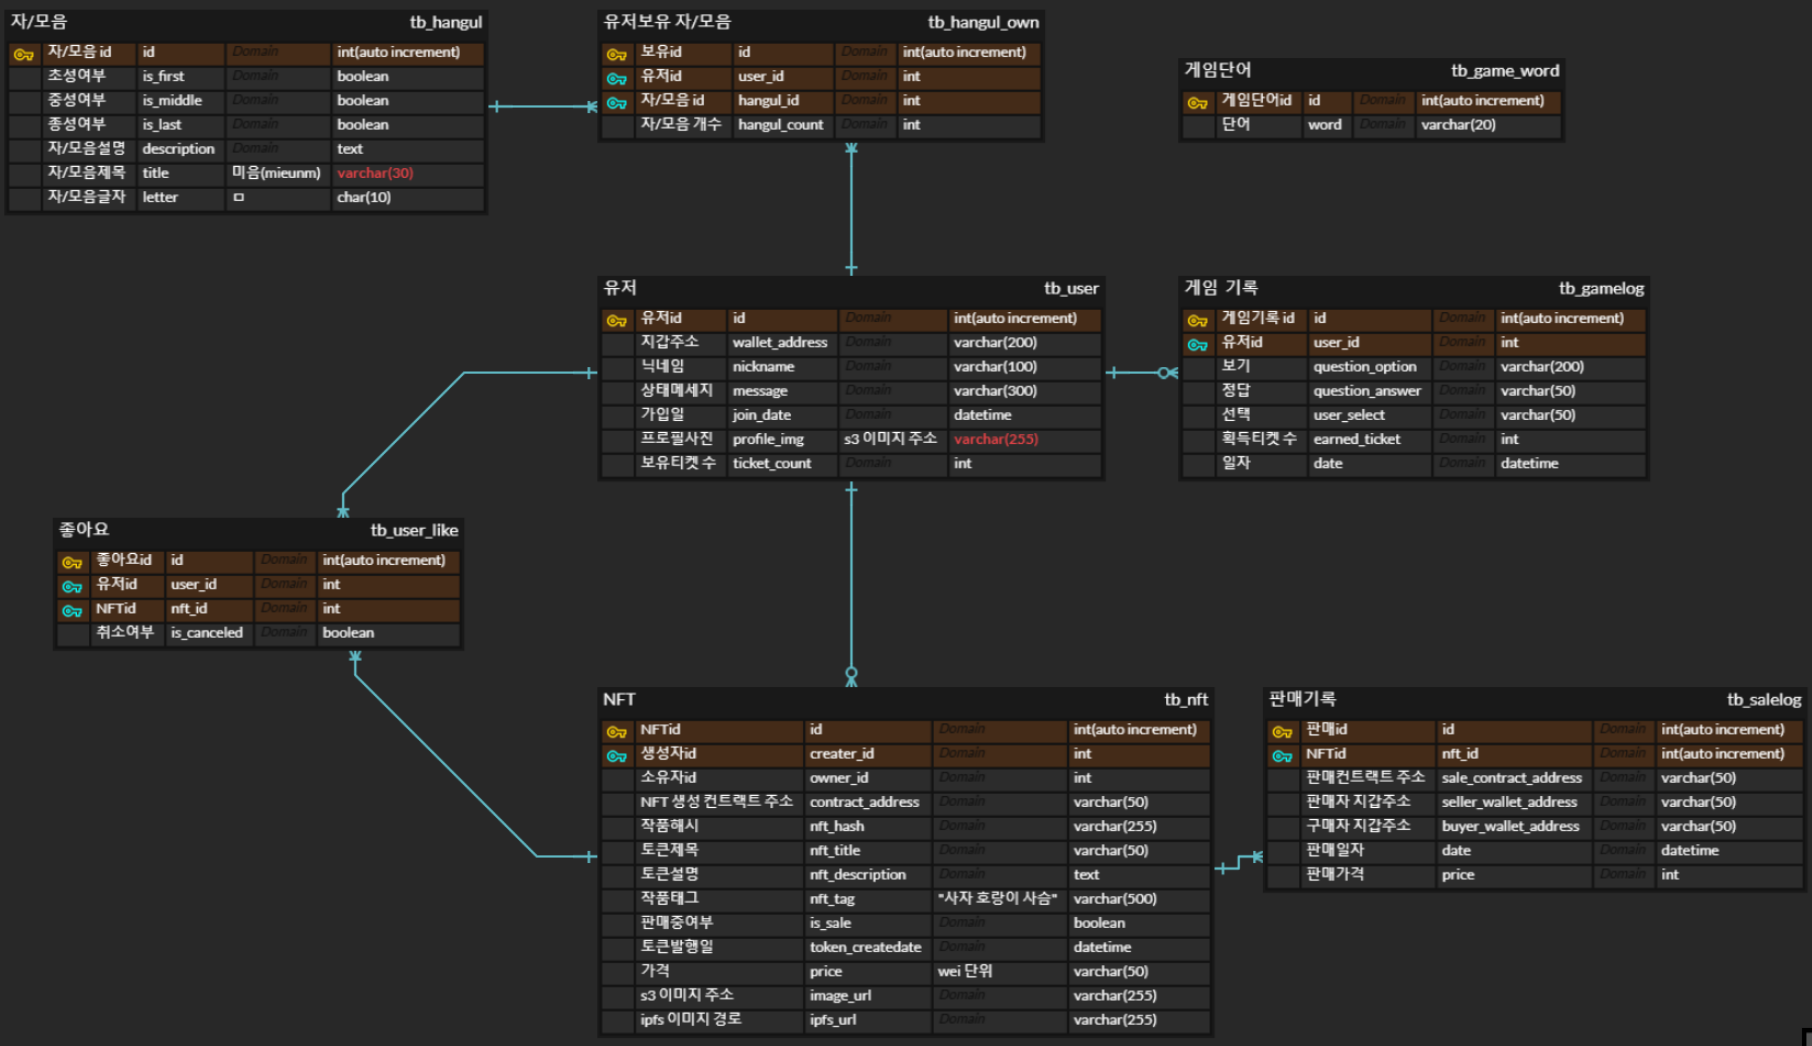 자/모음 tb_hangul
자/모음 id id Domain int(auto increment)
초성여부 is_first Domain boolean
중성여부 is_middle Domain boolean
종성여부 is_last Domain boolean
자/모음설명 description Domain text
자/모음제목 title 미음(mieunm) varchar(30)
자/모음글자 letter ㅁ char(10)
유저보유 자/모음 tb_hangul_own
보유id id Domain int(auto increment)
유저id user_id Domain int
자/모음 id hangul_id Domain int
자/모음 개수 hangul_count Domain int
게임단어 tb_game_word
게임단어id id Domain int(auto increment)
단어 word Domain varchar(20)
유저 tb_user
유저id id Domain int(auto increment)
지갑주소 wallet_address Domain varchar(200)
닉네임 nickname Domain varchar(100)
상태메세지 message Domain varchar(300)
가입일 join_date Domain datetime
프로필사진 profile_img s3 이미지 주소 varchar(255)
보유티켓 수 ticket_count Domain int
게임 기록 tb_gamelog
게임기록 id id Domain int(auto increment)
유저id user_id Domain int
보기 question_option Domain varchar(200)
정답 question_answer Domain varchar(50)
선택 user_select Domain varchar(50)
획득티켓 수 earned_ticket Domain int
일자 date Domain datetime
좋아요 tb_user_like
좋아요id id Domain int(auto increment)
유저id user_id Domain int
NFTid nft_id Domain int
취소여부 is_canceled Domain boolean
NFT tb_nft
NFTid id Domain int(auto increment)
생성자id creater_id Domain int
소유자id owner_id Domain int
NFT 생성 컨트랙트 주소 contract_address Domain varchar(50)
작품해시 nft_hash Domain varchar(255)
토큰제목 nft_title Domain varchar(50)
토큰설명 nft_description Domain text
작품태그 nft_tag "사자 호랑이 사슴" varchar(500)
판매중여부 is_sale Domain boolean
토큰발행일 token_createdate Domain datetime
가격 price wei 단위 varchar(50)
s3 이미지 주소 image_url Domain varchar(255)
ipfs 이미지 경로 ipfs_url Domain varchar(255)
판매기록 tb_salelog
판매id id Domain int(auto increment)
NFTid nft_id Domain int(auto increment)
판매컨트랙트 주소 sale_contract_address Domain varchar(50)
판매자 지갑주소 seller_wallet_address Domain varchar(50)
구매자 지갑주소 buyer_wallet_address Domain varchar(50)
판매일자 date Domain datetime
판매가격 price Domain int